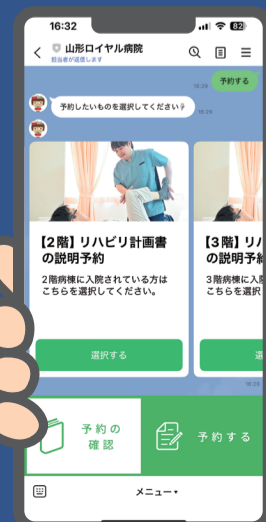 16:32
82
山形ロイヤル病院
担当者が返信します
16:28
予約する
予約したいものを選択してください
16:28
【2階】リハビリ計画書
の説明予約
2階病棟に入院されている方は
こちらを選択してください。
選択する
【3階】リハ
の説明予約
3階病棟に入
こちらを選択
選
16:28
予約の
確認
予約する
メニュー▾